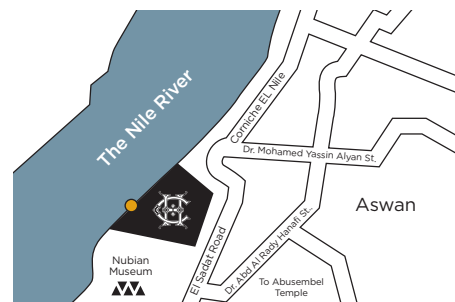 The Nile River
Corniche EL Nile
Dr. Mohamed Yassin Alyan St.
Aswan
El Sadat Road
Dr. Abd Al Rady Hanafi St..
Nubian
Museum
To Abusembel
Temple